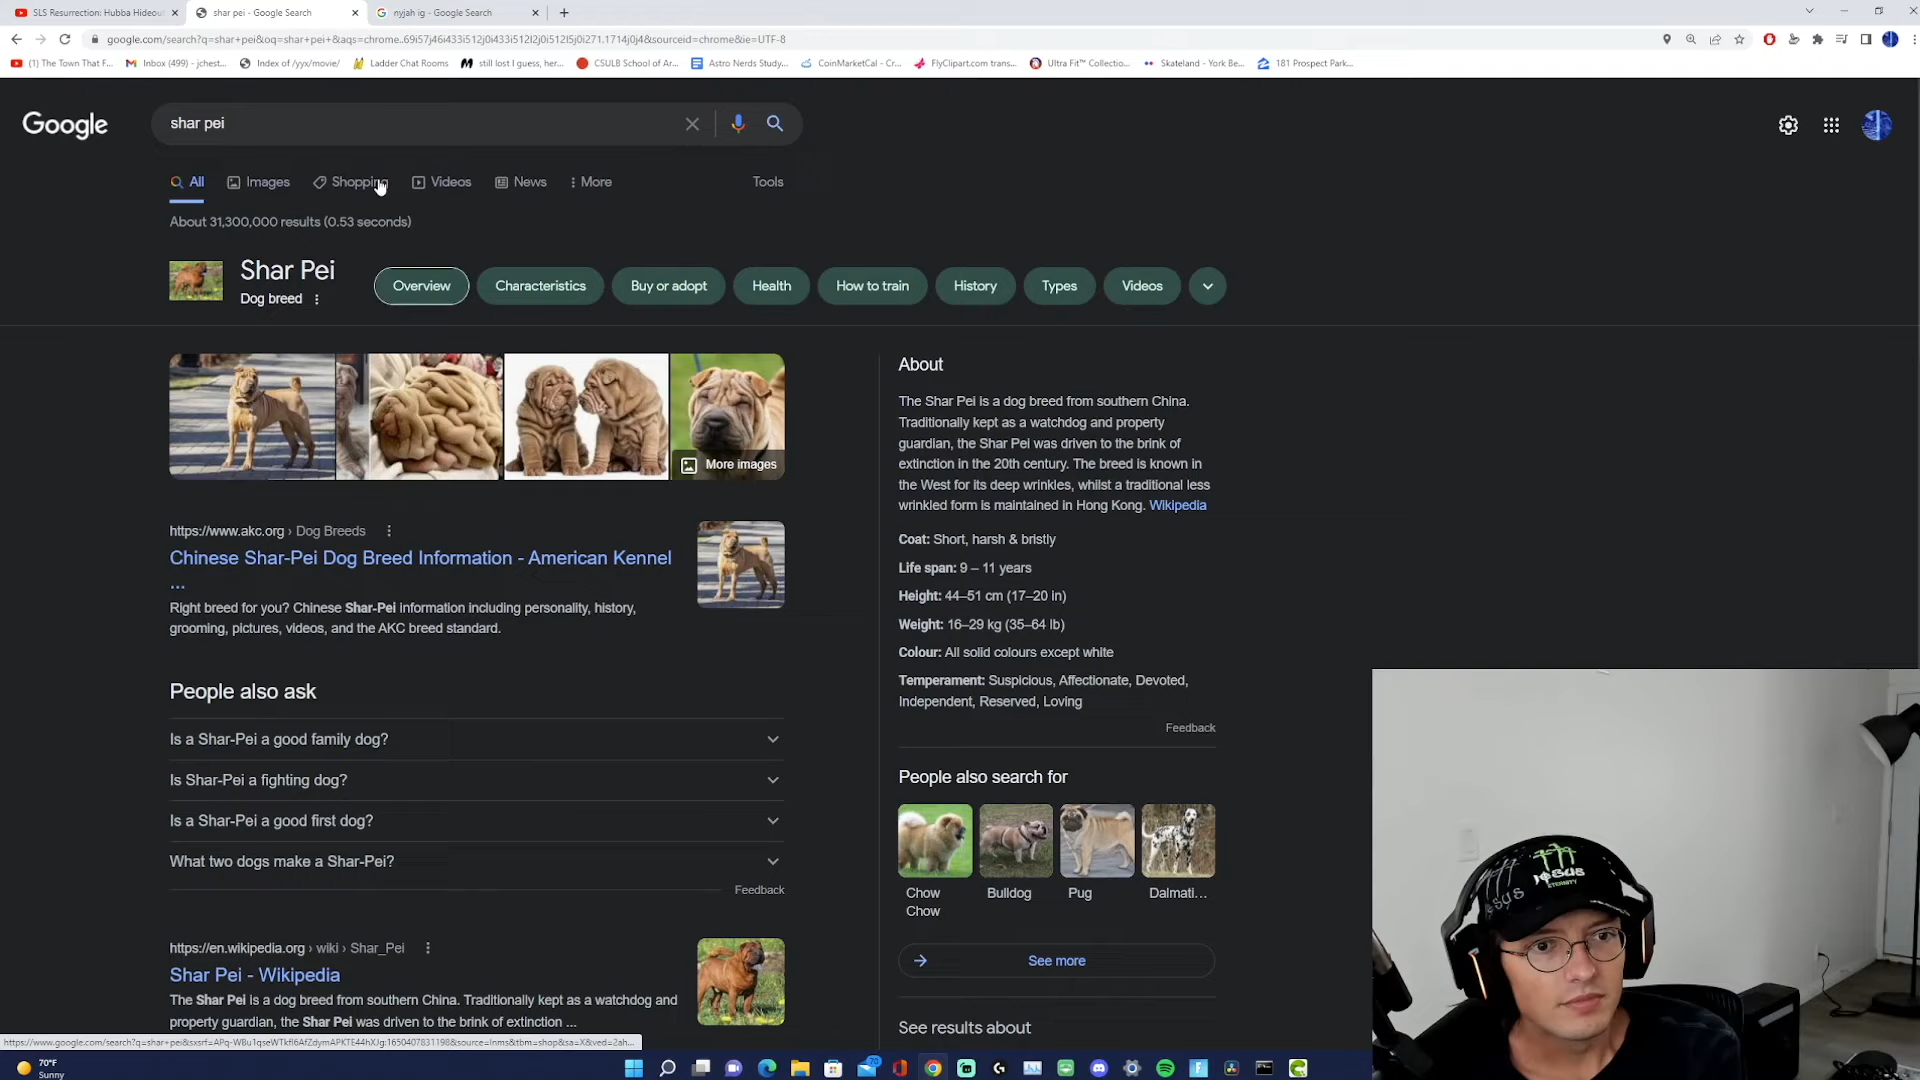 SLS Resurrection: Hubba Hideou
shar pei - Google Search
nyjah ig - Google Search
google.com/search?q=shar+pei&oq=shar+pei+&aqs=chrome..69i57j46i433i512j0i433i512l2j0i512l5j0i271.1714j0j4&sourceid=chrome&ie=UTF-8
(1) The Town That F...
Inbox (499) - jchest...
Index of /yyx/movie/
Ladder Chat Rooms
still lost I guess, her...
CSULB School of Ar...
Astro Nerds Study...
CoinMarketCal - Cr...
FlyClipart.com trans...
Ultra Fit™ Collectio...
Skateland - York Be...
181 Prospect Park...
Google
shar pei
All
Images
Shopping
Videos
News
More
Tools
About 31,300,000 results (0.53 seconds)
Shar Pei
Dog breed
Overview
Characteristics
Buy or adopt
Health
How to train
History
Types
Videos
More images
https://www.akc.org › Dog Breeds
Chinese Shar-Pei Dog Breed Information - American Kennel
...
Right breed for you? Chinese Shar-Pei information including personality, history,
grooming, pictures, videos, and the AKC breed standard.
People also ask
Is a Shar-Pei a good family dog?
Is Shar-Pei a fighting dog?
Is a Shar-Pei a good first dog?
What two dogs make a Shar-Pei?
Feedback
https://en.wikipedia.org › wiki › Shar_Pei
Shar Pei - Wikipedia
The Shar Pei is a dog breed from southern China. Traditionally kept as a watchdog and
property guardian, the Shar Pei was driven to the brink of extinction ...
About
The Shar Pei is a dog breed from southern China.
Traditionally kept as a watchdog and property
guardian, the Shar Pei was driven to the brink of
extinction in the 20th century. The breed is known in
the West for its deep wrinkles, whilst a traditional less
wrinkled form is maintained in Hong Kong. Wikipedia
Coat: Short, harsh & bristly
Life span: 9 – 11 years
Height: 44–51 cm (17–20 in)
Weight: 16–29 kg (35–64 lb)
Colour: All solid colours except white
Temperament: Suspicious, Affectionate, Devoted,
Independent, Reserved, Loving
Feedback
People also search for
Chow
Chow
Bulldog
Pug
Dalmati...
See more
See results about
JESUS
ETERNITY
70°F
Sunny
70